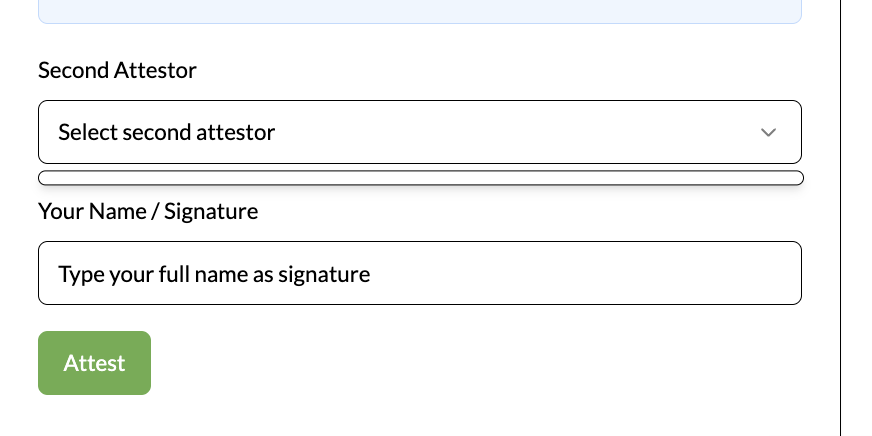 Second Attestor
Select second attestor
Your Name / Signature
Type your full name as signature
Attest